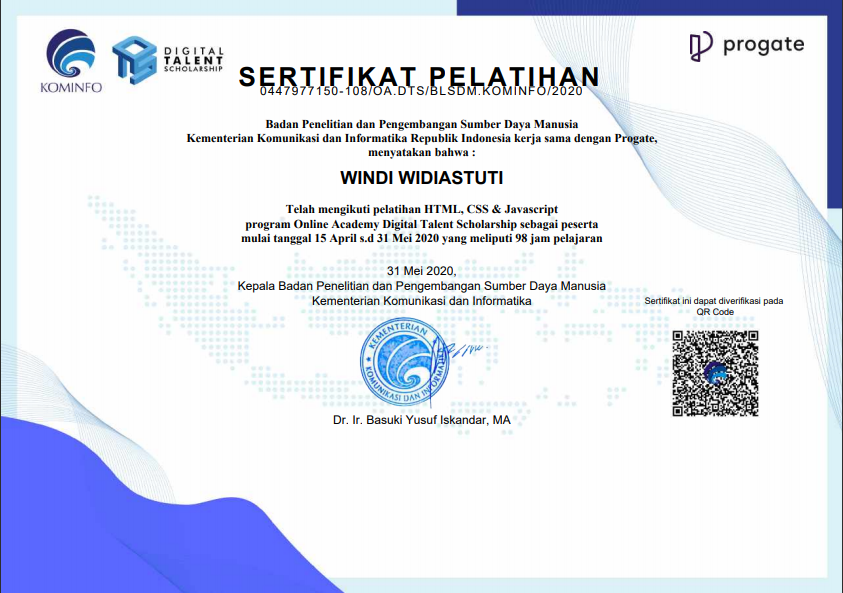 KOMINFO
DIGITAL
TALENT
SCHOLARSHIP
progate
SERTIFIKAT PELATIHAN
0447977150-108/OA.DTS/BLSDM.KOMINFO/2020
Badan Penelitian dan Pengembangan Sumber Daya Manusia
Kementerian Komunikasi dan Informatika Republik Indonesia kerja sama dengan Progate,
menyatakan bahwa :
WINDI WIDIASTUTI
Telah mengikuti pelatihan HTML, CSS & Javascript
program Online Academy Digital Talent Scholarship sebagai peserta
mulai tanggal 15 April s.d 31 Mei 2020 yang meliputi 98 jam pelajaran
31 Mei 2020,
Kepala Badan Penelitian dan Pengembangan Sumber Daya Manusia
Kementerian Komunikasi dan Informatika
Sertifikat ini dapat diverifikasi pada
QR Code
KEMENTERIAN
KOMUNIKASI DAN INFORMATIKA
Dr. Ir. Basuki Yusuf Iskandar, MA